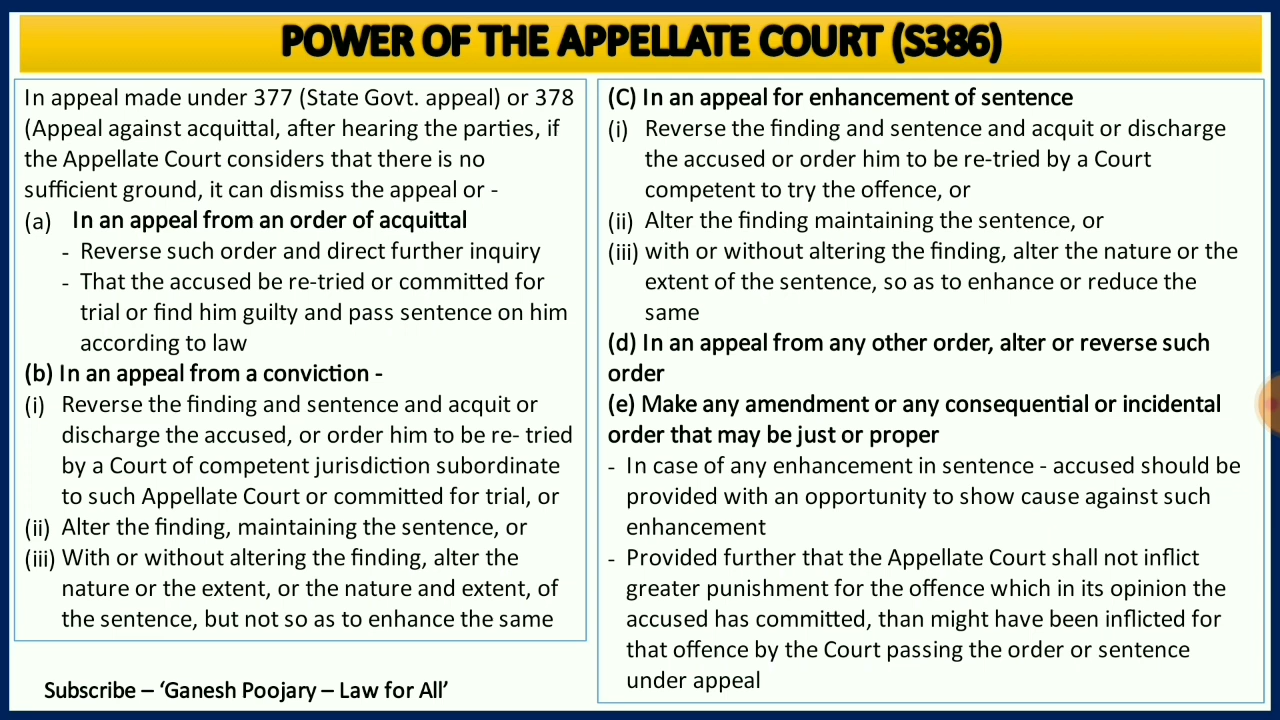 POWER OF THE APPELLATE COURT (S386)
In appeal made under 377 (State Govt. appeal) or 378
(Appeal against acquittal, after hearing the parties, if
the Appellate Court considers that there is no
sufficient ground, it can dismiss the appeal or -
(a) In an appeal from an order of acquittal
- Reverse such order and direct further inquiry
- That the accused be re-tried or committed for
trial or find him guilty and pass sentence on him
according to law
(b) In an appeal from a conviction -
(i) Reverse the finding and sentence and acquit or
discharge the accused, or order him to be re- tried
by a Court of competent jurisdiction subordinate
to such Appellate Court or committed for trial, or
(ii) Alter the finding, maintaining the sentence, or
(iii) With or without altering the finding, alter the
nature or the extent, or the nature and extent, of
the sentence, but not so as to enhance the same
Subscribe – ‘Ganesh Poojary – Law for All’
(C) In an appeal for enhancement of sentence
(i) Reverse the finding and sentence and acquit or discharge
the accused or order him to be re-tried by a Court
competent to try the offence, or
(ii) Alter the finding maintaining the sentence, or
(iii) with or without altering the finding, alter the nature or the
extent of the sentence, so as to enhance or reduce the
same
(d) In an appeal from any other order, alter or reverse such
order
(e) Make any amendment or any consequential or incidental
order that may be just or proper
- In case of any enhancement in sentence - accused should be
provided with an opportunity to show cause against such
enhancement
- Provided further that the Appellate Court shall not inflict
greater punishment for the offence which in its opinion the
accused has committed, than might have been inflicted for
that offence by the Court passing the order or sentence
under appeal